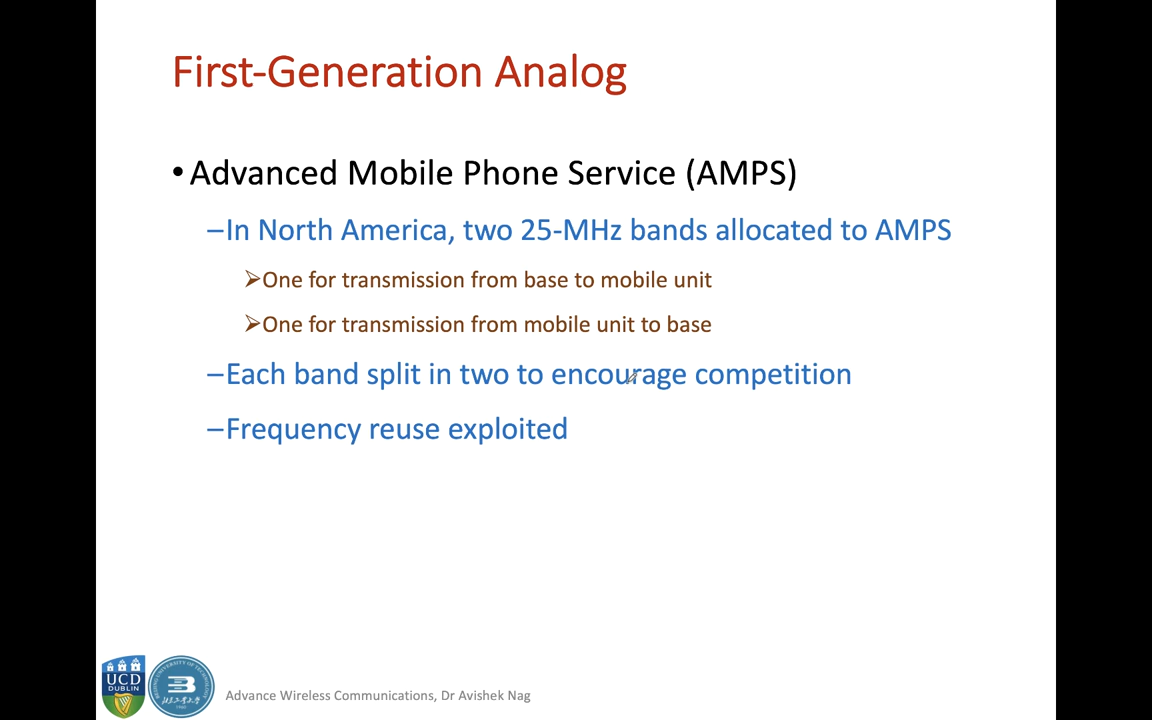 First-Generation Analog
• Advanced Mobile Phone Service (AMPS)
–In North America, two 25-MHz bands allocated to AMPS
➢One for transmission from base to mobile unit
➢One for transmission from mobile unit to base
–Each band split in two to encourage competition
–Frequency reuse exploited
UCD
DUBLIN
Advance Wireless Communications, Dr Avishek Nag